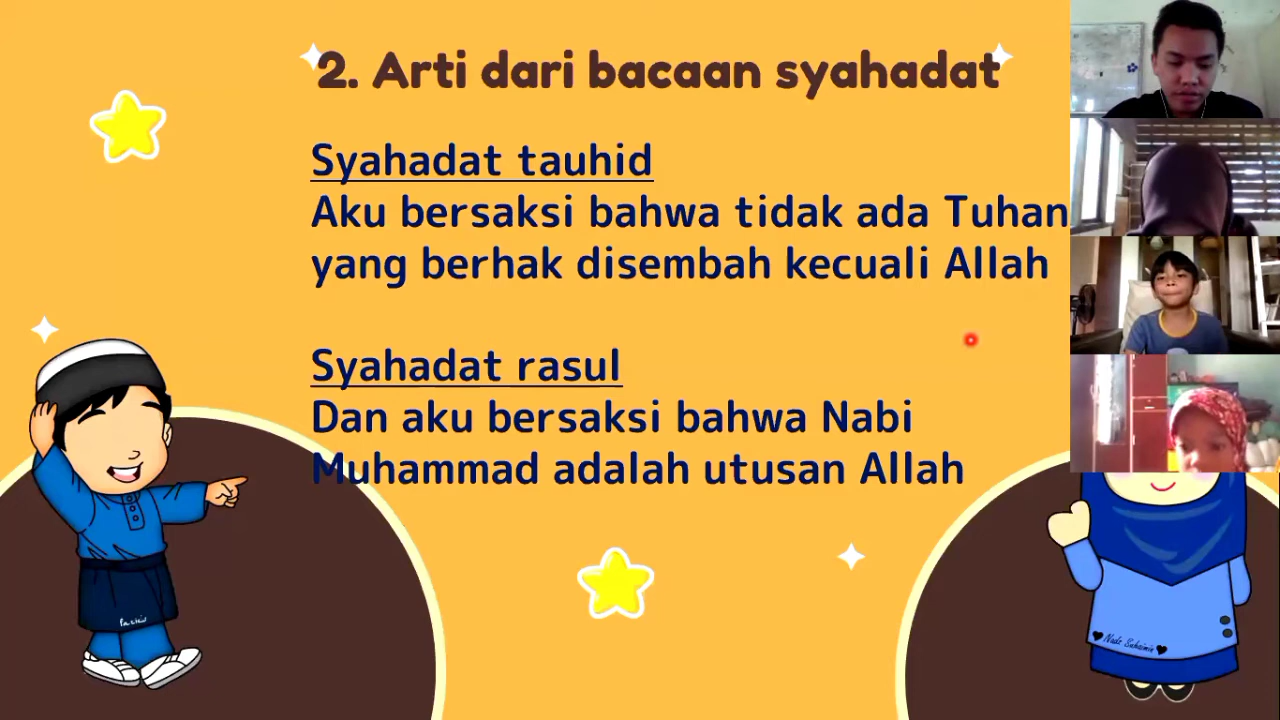 2. Arti dari bacaan syahadat
Syahadat tauhid
Aku bersaksi bahwa tidak ada Tuhan
yang berhak disembah kecuali Allah
Syahadat rasul
Dan aku bersaksi bahwa Nabi
Muhammad adalah utusan Allah